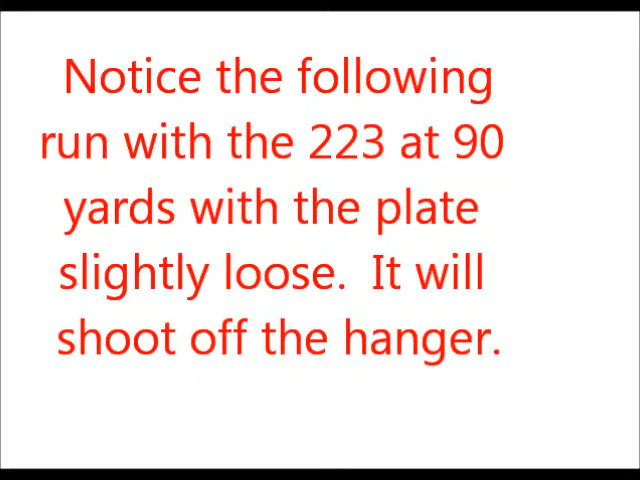 Notice the following
run with the 223 at 90
yards with the plate
slightly loose.  It will
shoot off the hanger.